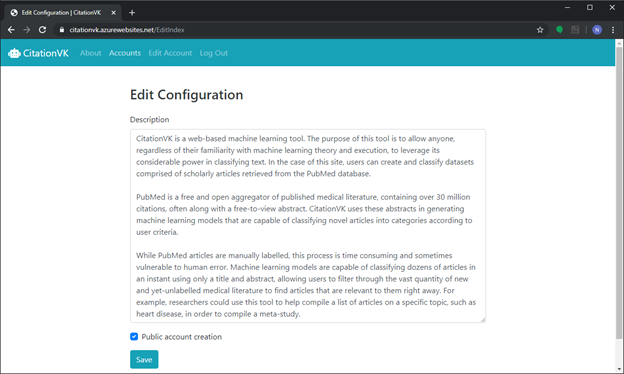 Edit Configuration | CitationVK
citationvk.azurewebsites.net/EditIndex
N
CitationVK About Accounts Edit Account Log Out
Edit Configuration
Description
CitationVK is a web-based machine learning tool. The purpose of this tool is to allow anyone,
regardless of their familiarity with machine learning theory and execution, to leverage its
considerable power in classifying text. In the case of this site, users can create and classify datasets
comprised of scholarly articles retrieved from the PubMed database.
PubMed is a free and open aggregator of published medical literature, containing over 30 million
citations, often along with a free-to-view abstract. CitationVK uses these abstracts in generating
machine learning models that are capable of classifying novel articles into categories according to
user criteria.
While PubMed articles are manually labelled, this process is time consuming and sometimes
vulnerable to human error. Machine learning models are capable of classifying dozens of articles in
an instant using only a title and abstract, allowing users to filter through the vast quantity of new
and yet-unlabelled medical literature to find articles that are relevant to them right away. For
example, researchers could use this tool to help compile a list of articles on a specific topic, such as
heart disease, in order to compile a meta-study.
Public account creation
Save